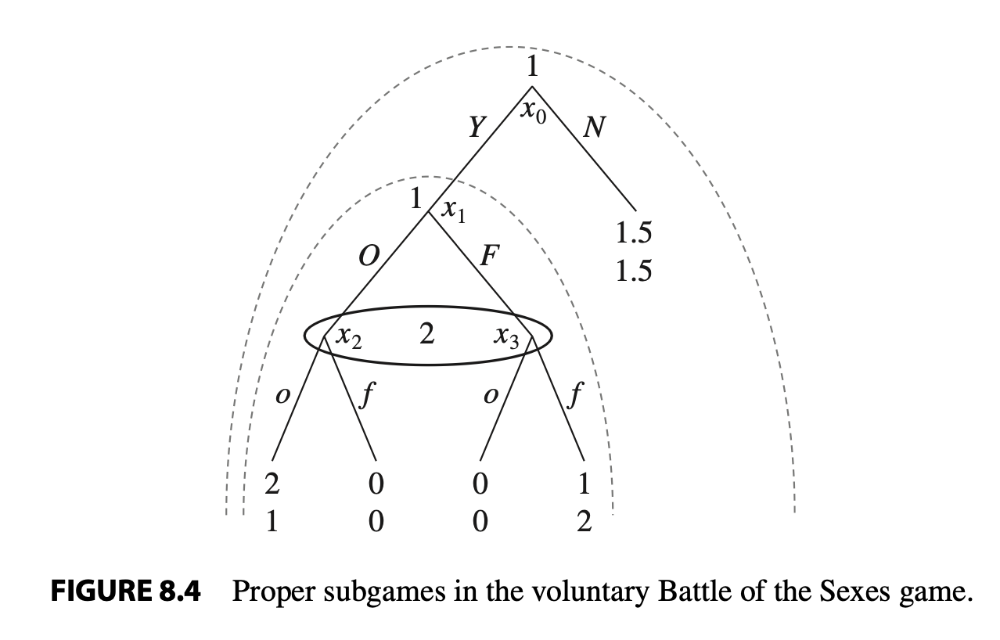 1
x0
Y N
1 x1
1.5
1.5
O F
x2 2 x3
o f o f
2 0 0 1
1 0 0 2
FIGURE 8.4 Proper subgames in the voluntary Battle of the Sexes game.